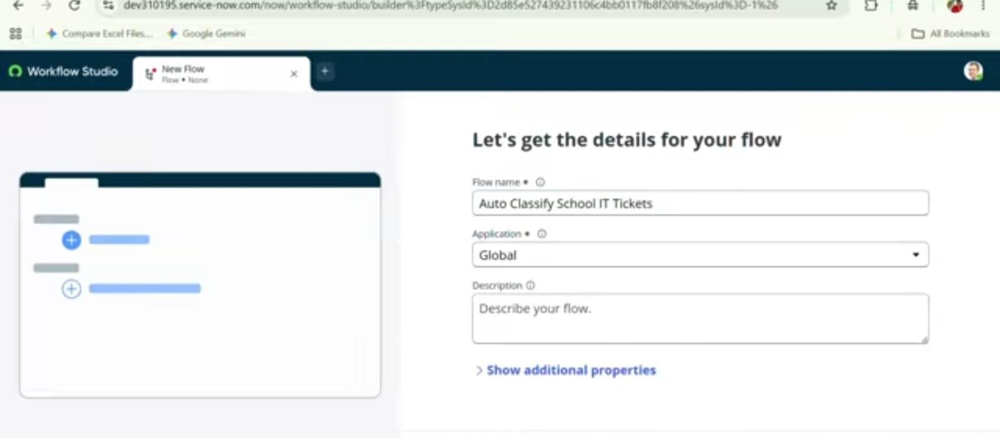 dev310195.service-now.com/now/workflow-studio/builder%3FtypeSysId%3D2d85e527439231106c4bb0117fb8f208%26sysId%3D-1%26
Compare Excel Files...
Google Gemini
All Bookmarks
Workflow Studio
New Flow
Flow • None
Let's get the details for your flow
Flow name
Auto Classify School IT Tickets
Application
Global
Description
Describe your flow.
Show additional properties